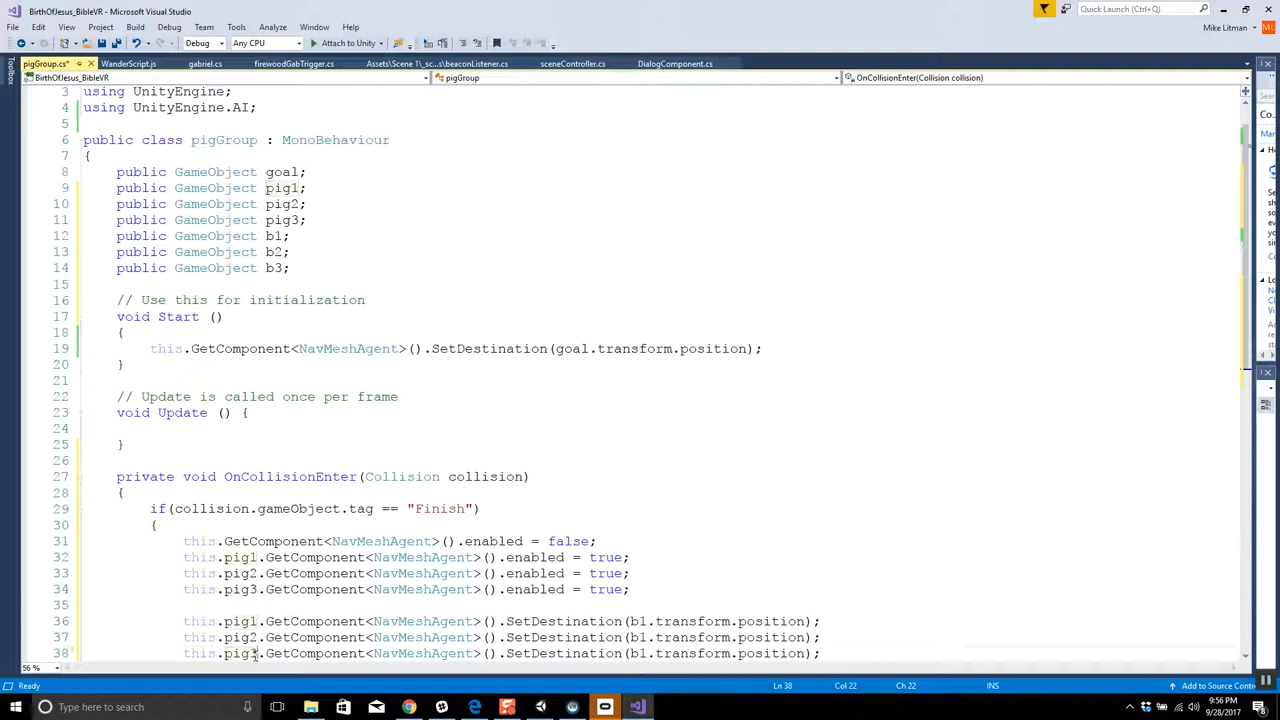 BirthOfJesus_BibleVR - Microsoft Visual Studio
Quick Launch (Ctrl+Q)
File Edit View Project Build Debug Team Tools Analyze Window Help
Mike Litman ML
Debug Any CPU Attach to Unity
Toolbox
pigGroup.cs* WanderScript.js gabriel.cs firewoodGabTrigger.cs Assets\Scene 1\_sc...s\beaconListener.cs sceneController.cs DialogComponent.cs
BirthOfJesus_BibleVR pigGroup OnCollisionEnter(Collision collision)
3 using UnityEngine;
4 using UnityEngine.AI;
5
6 public class pigGroup : MonoBehaviour
7 {
8 public GameObject goal;
9 public GameObject pig1;
10 public GameObject pig2;
11 public GameObject pig3;
12 public GameObject b1;
13 public GameObject b2;
14 public GameObject b3;
15
16 // Use this for initialization
17 void Start ()
18 {
19 this.GetComponent<NavMeshAgent>().SetDestination(goal.transform.position);
20 }
21
22 // Update is called once per frame
23 void Update () {
24
25 }
26
27 private void OnCollisionEnter(Collision collision)
28 {
29 if(collision.gameObject.tag == "Finish")
30 {
31 this.GetComponent<NavMeshAgent>().enabled = false;
32 this.pig1.GetComponent<NavMeshAgent>().enabled = true;
33 this.pig2.GetComponent<NavMeshAgent>().enabled = true;
34 this.pig3.GetComponent<NavMeshAgent>().enabled = true;
35
36 this.pig1.GetComponent<NavMeshAgent>().SetDestination(b1.transform.position);
37 this.pig2.GetComponent<NavMeshAgent>().SetDestination(b1.transform.position);
38 this.pig3.GetComponent<NavMeshAgent>().SetDestination(b1.transform.position);
56 %
Ready Ln 38 Col 22 Ch 22 INS Add to Source Contr
Type here to search
9:56 PM
9/28/2017